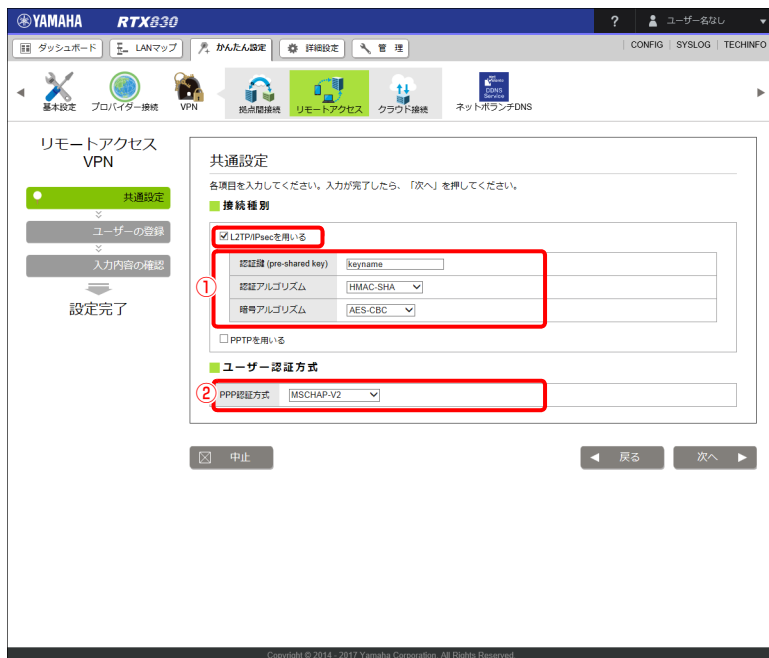 YAMAHA RTX830 ? ユーザー名なし
ダッシュボード LANマップ かんたん設定 詳細設定 管 理 CONFIG SYSLOG TECHINFO
基本設定 プロバイダー接続 VPN 拠点間接続 リモートアクセス クラウド接続 ネットボランチDNS
DDNS
Service
リモートアクセス
VPN
共通設定
ユーザーの登録
入力内容の確認
設定完了
共通設定
各項目を入力してください。入力が完了したら、「次へ」を押してください。
接続種別
L2TP/IPsecを用いる
①
認証鍵 (pre-shared key) keyname
認証アルゴリズム HMAC-SHA
暗号アルゴリズム AES-CBC
PPTPを用いる
ユーザー認証方式
②
PPP認証方式 MSCHAP-V2
中止 戻る 次へ
Copyright © 2014 - 2017 Yamaha Corporation. All Rights Reserved.